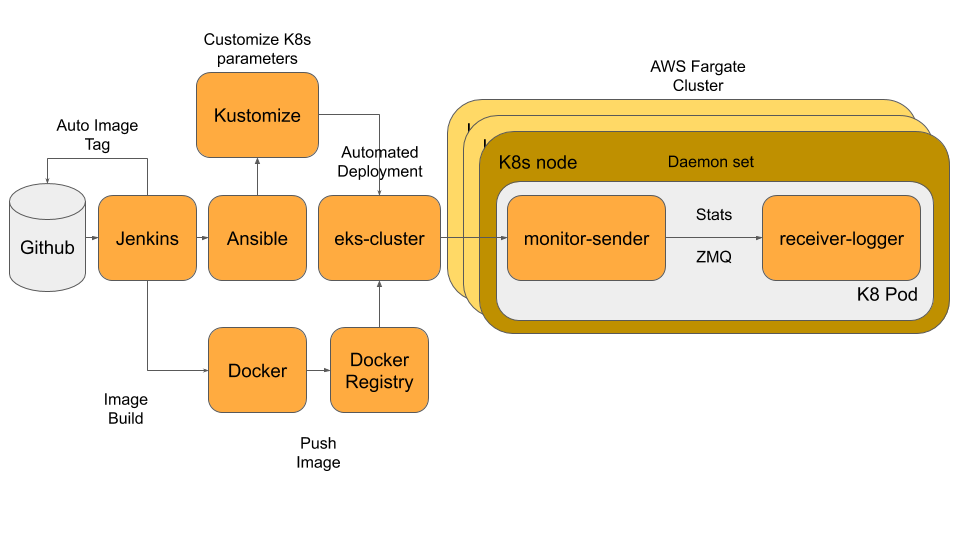 Customize K8s
parameters
AWS Fargate
Cluster
Kustomize
Auto Image
Tag
Automated
Deployment
K8s node
Daemon set
Github
Jenkins
Ansible
eks-cluster
monitor-sender
Stats
ZMQ
receiver-logger
K8 Pod
Docker
Docker
Registry
Image
Build
Push
Image